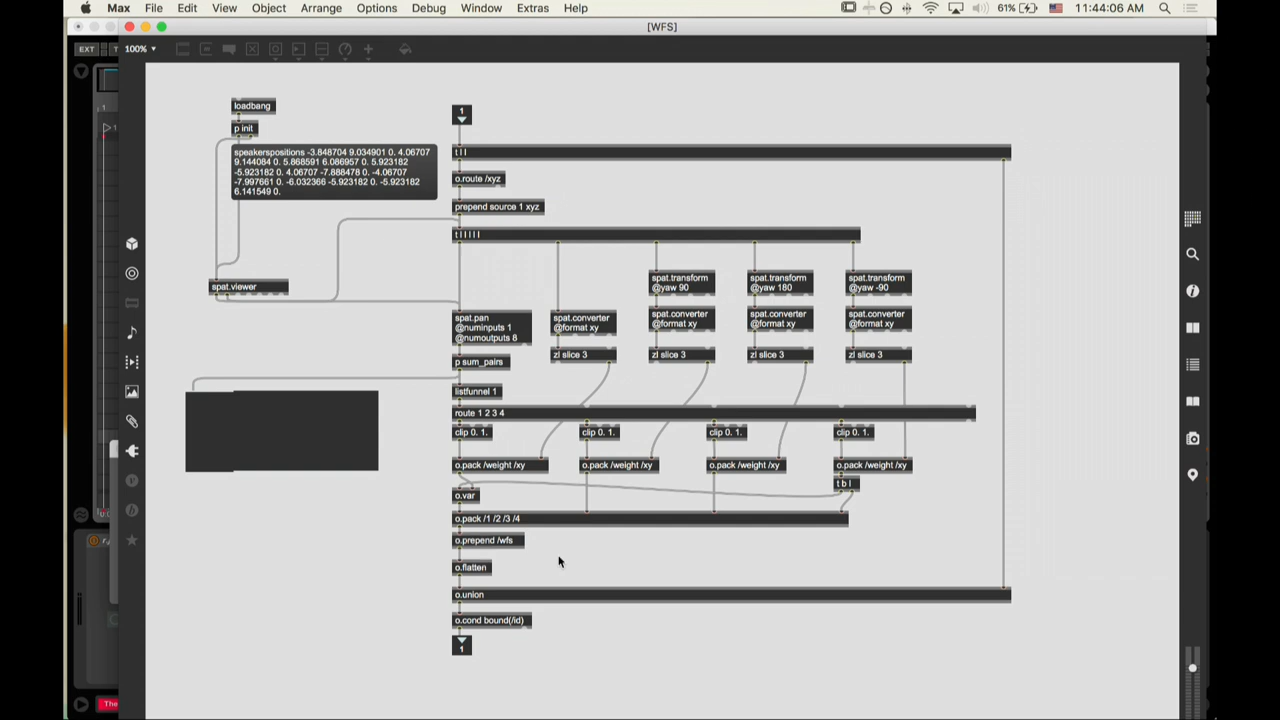 Max File Edit View Object Arrange Options Debug Window Extras Help 61% 11:44:06 AM
[WFS]
EXT
100%
1
1
loadbang
p init
speakerspositions -3.848704 9.034901 0. 4.06707
9.144084 0. 5.868591 6.086957 0. 5.923182
-5.923182 0. 4.06707 -7.888478 0. -4.06707
-7.997661 0. -6.032366 -5.923182 0. -5.923182
6.141549 0.
spat.viewer
1
t l l
o.route /xyz
prepend source 1 xyz
t l l l l l
spat.transform
@yaw 90
spat.transform
@yaw 180
spat.transform
@yaw -90
spat.pan
@numinputs 1
@numoutputs 8
spat.converter
@format xy
spat.converter
@format xy
spat.converter
@format xy
spat.converter
@format xy
p sum_pairs
zl slice 3
zl slice 3
zl slice 3
zl slice 3
listfunnel 1
route 1 2 3 4
clip 0. 1.
clip 0. 1.
clip 0. 1.
clip 0. 1.
o.pack /weight /xy
o.pack /weight /xy
o.pack /weight /xy
o.pack /weight /xy
t b l
o.var
o.pack /1 /2 /3 /4
o.prepend /wfs
o.flatten
o.union
o.cond bound(/id)
1
The